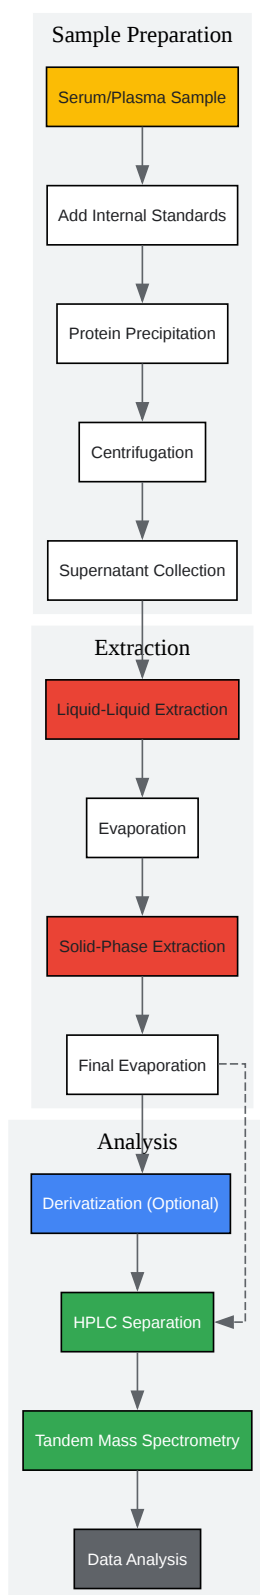 Sample Preparation
Serum/Plasma Sample
Add Internal Standards
Protein Precipitation
Centrifugation
Supernatant Collection
Extraction
Liquid-Liquid Extraction
Evaporation
Solid-Phase Extraction
Final Evaporation
Analysis
Derivatization (Optional)
HPLC Separation
Tandem Mass Spectrometry
Data Analysis